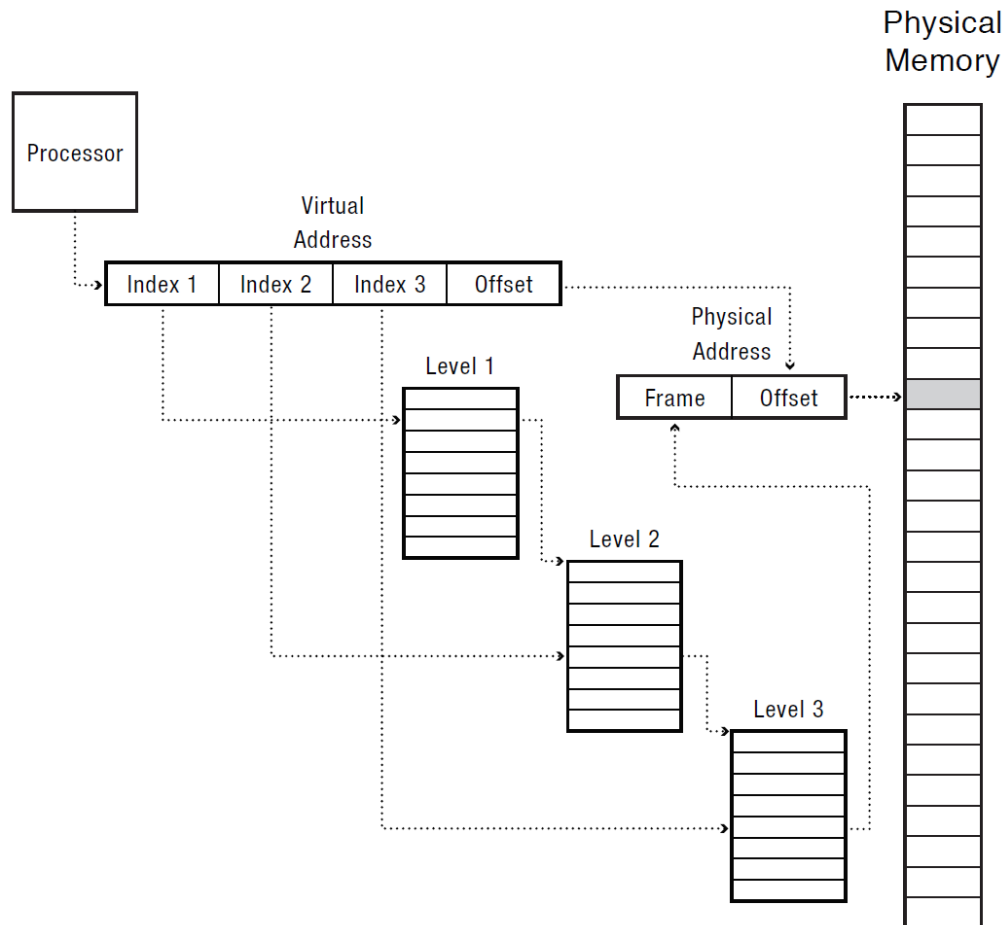 Physical
Memory
Processor
Virtual
Address
Index 1 Index 2 Index 3 Offset
Physical
Address
Level 1
Frame Offset
Level 2
Level 3